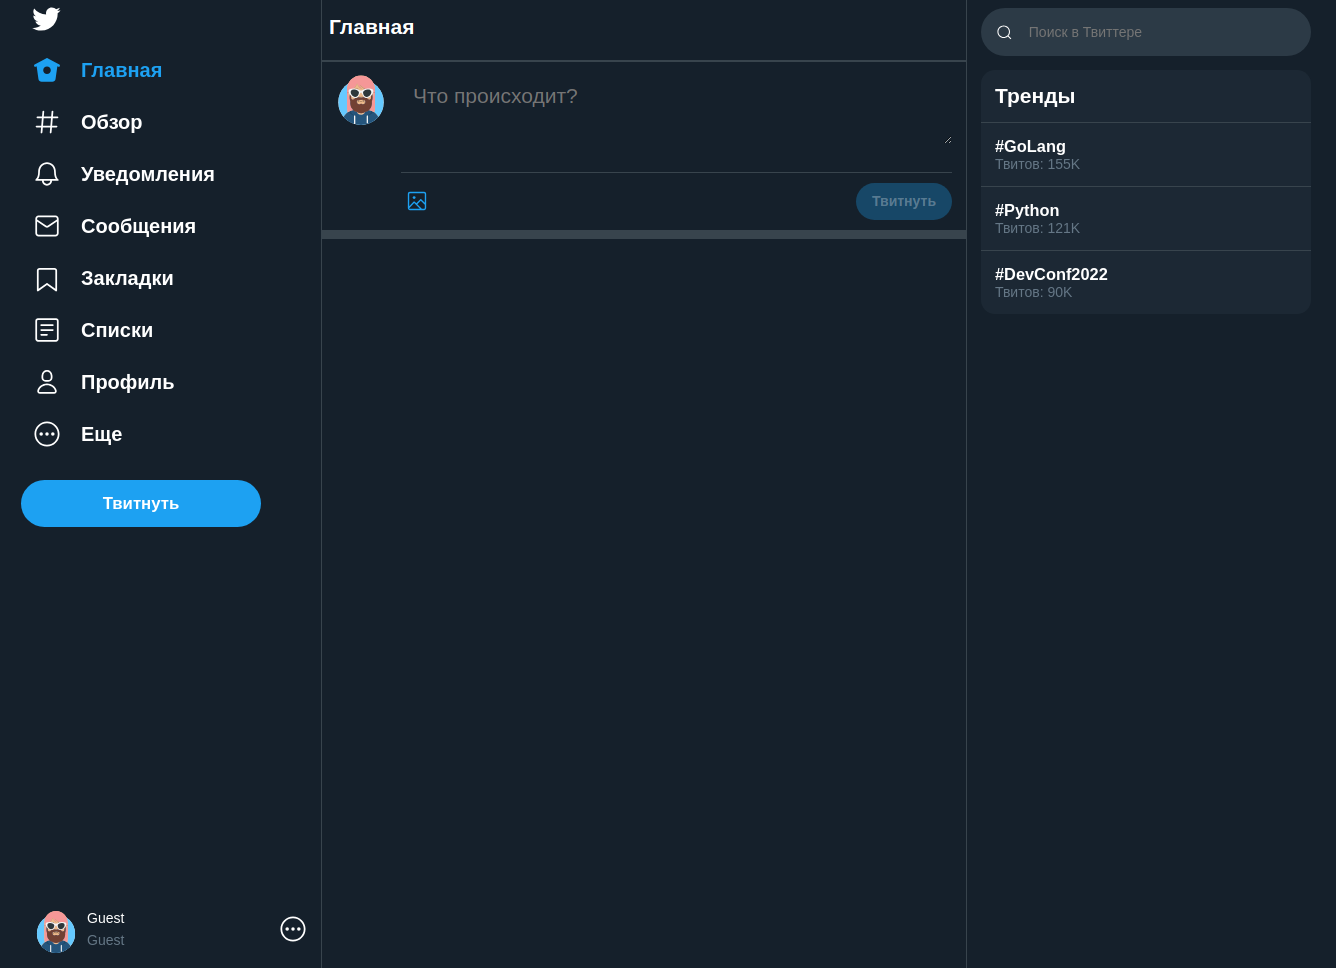 Главная
Обзор
Уведомления
Сообщения
Закладки
Списки
Профиль
Еще
Твитнуть
Guest
Guest
Главная
Что происходит?
Твитнуть
Поиск в Твиттере
Тренды
#GoLang
Твитов: 155K
#Python
Твитов: 121K
#DevConf2022
Твитов: 90K